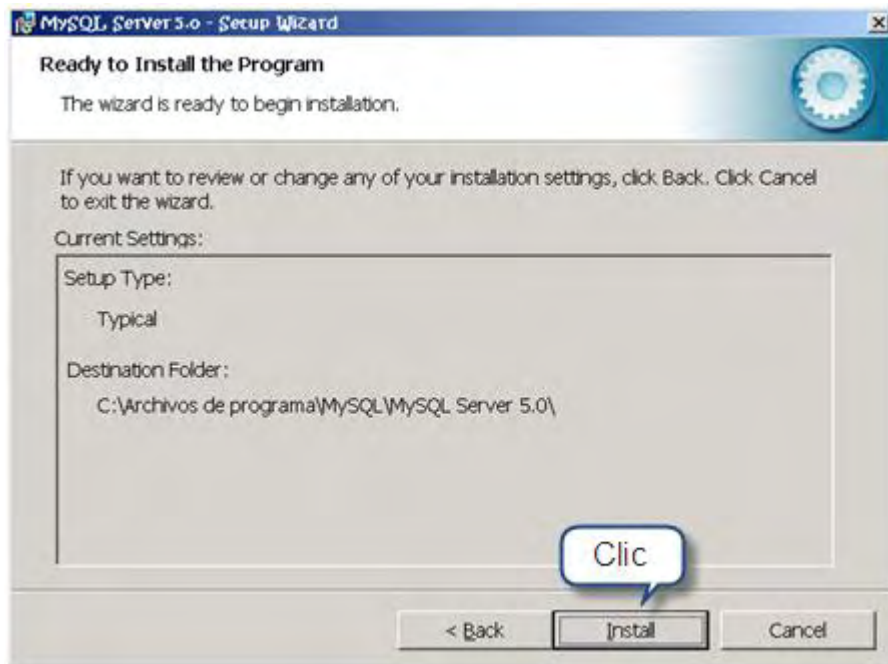 MySQL Server 5.0 - Setup Wizard
Ready to Install the Program
The wizard is ready to begin installation.
If you want to review or change any of your installation settings, click Back. Click Cancel
to exit the wizard.
Current Settings:
Setup Type:
Typical
Destination Folder:
C:\Archivos de programa\MySQL\MySQL Server 5.0\
Clic
< Back
Install
Cancel